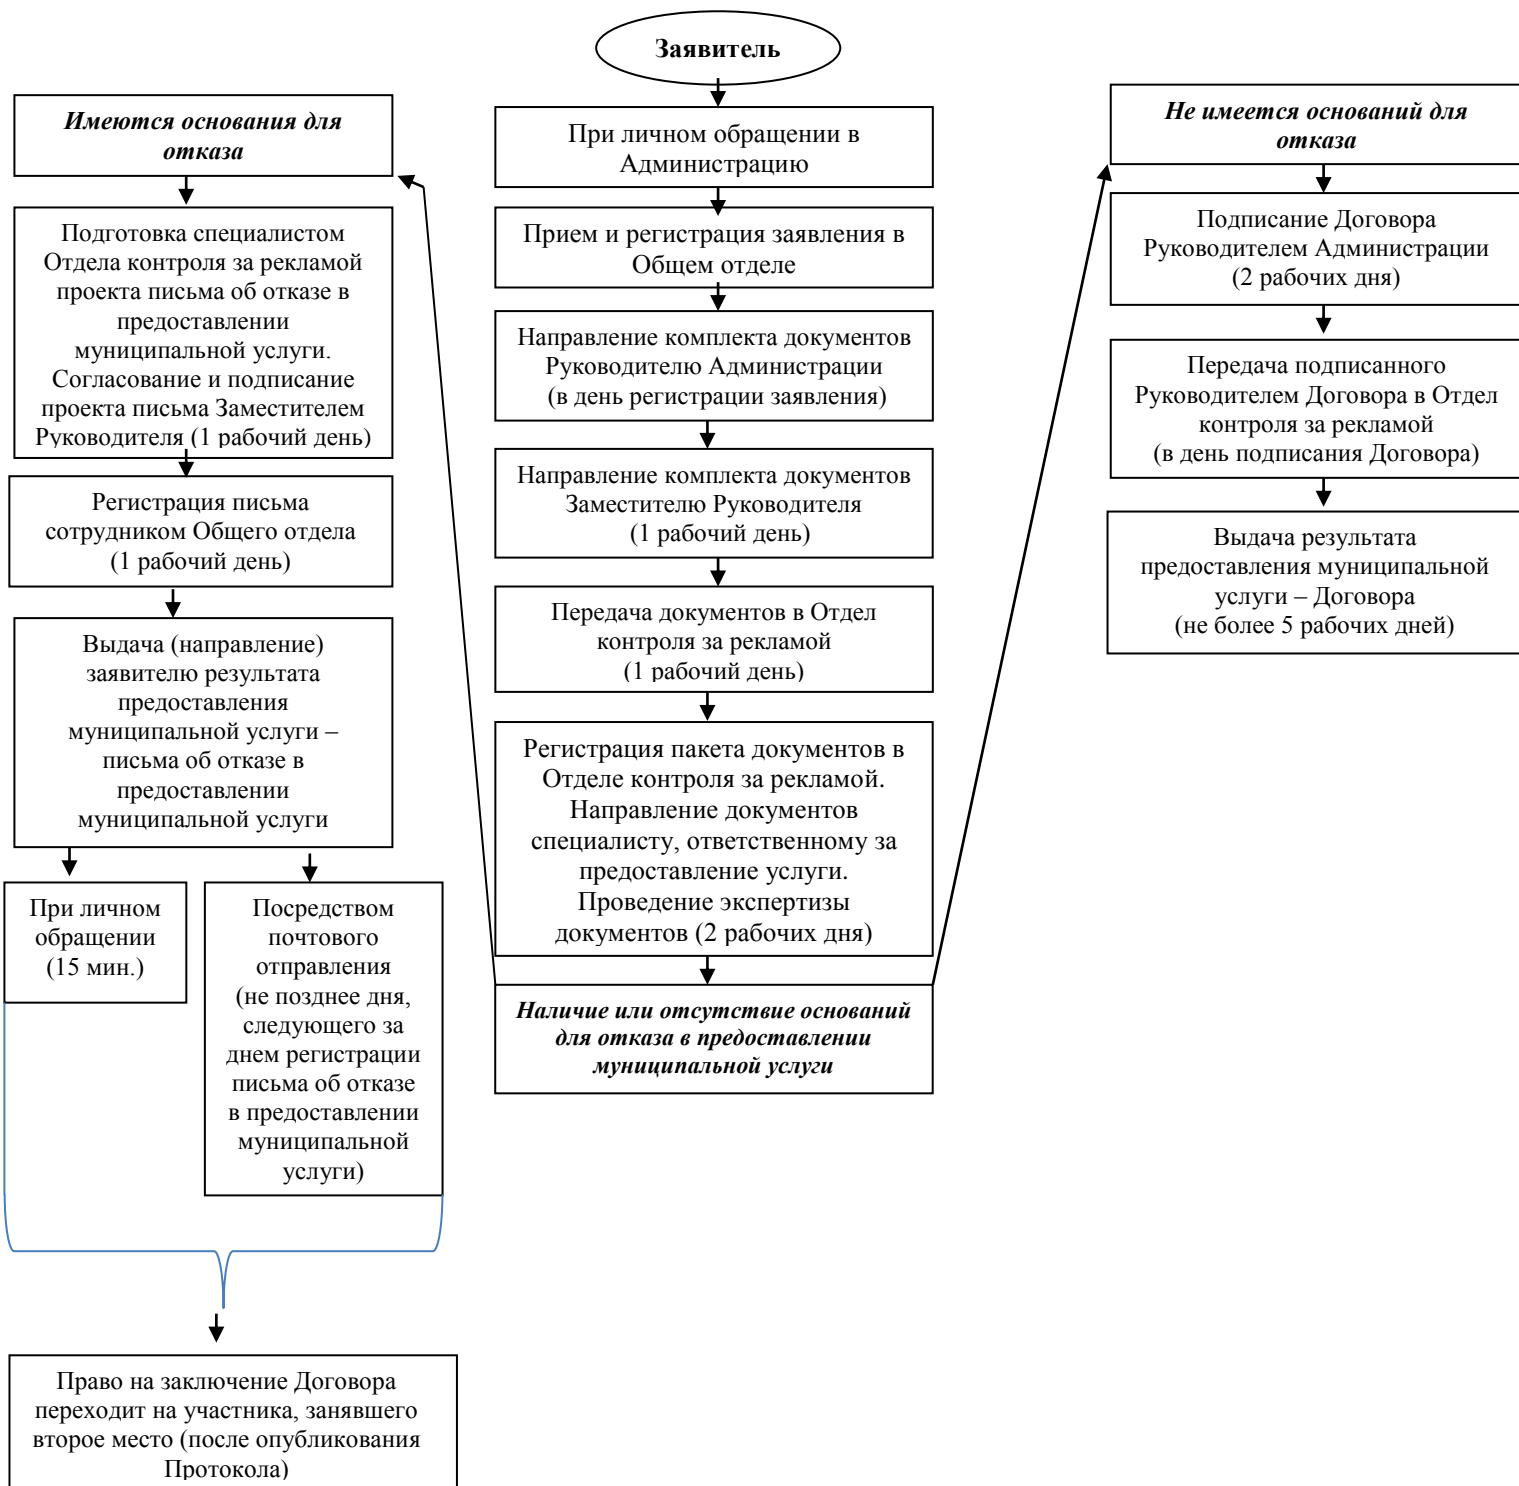 Заявитель
При личном обращении в
Администрацию
Прием и регистрация заявления в
Общем отделе
Направление комплекта документов
Руководителю Администрации
(в день регистрации заявления)
Направление комплекта документов
Заместителю Руководителя
(1 рабочий день)
Передача документов в Отдел
контроля за рекламой
(1 рабочий день)
Регистрация пакета документов в
Отделе контроля за рекламой.
Направление документов
специалисту, ответственному за
предоставление услуги.
Проведение экспертизы
документов (2 рабочих дня)
Наличие или отсутствие оснований
для отказа в предоставлении
муниципальной услуги
Имеются основания для
отказа
Подготовка специалистом
Отдела контроля за рекламой
проекта письма об отказе в
предоставлении
муниципальной услуги.
Согласование и подписание
проекта письма Заместителем
Руководителя (1 рабочий день)
Регистрация письма
сотрудником Общего отдела
(1 рабочий день)
Выдача (направление)
заявителю результата
предоставления
муниципальной услуги –
письма об отказе в
предоставлении
муниципальной услуги
При личном
обращении
(15 мин.)
Посредством
почтового
отправления
(не позднее дня,
следующего за
днем регистрации
письма об отказе
в предоставлении
муниципальной
услуги)
Право на заключение Договора
переходит на участника, занявшего
второе место (после опубликования
Протокола)
Не имеется оснований для
отказа
Подписание Договора
Руководителем Администрации
(2 рабочих дня)
Передача подписанного
Руководителем Договора в Отдел
контроля за рекламой
(в день подписания Договора)
Выдача результата
предоставления муниципальной
услуги – Договора
(не более 5 рабочих дней)